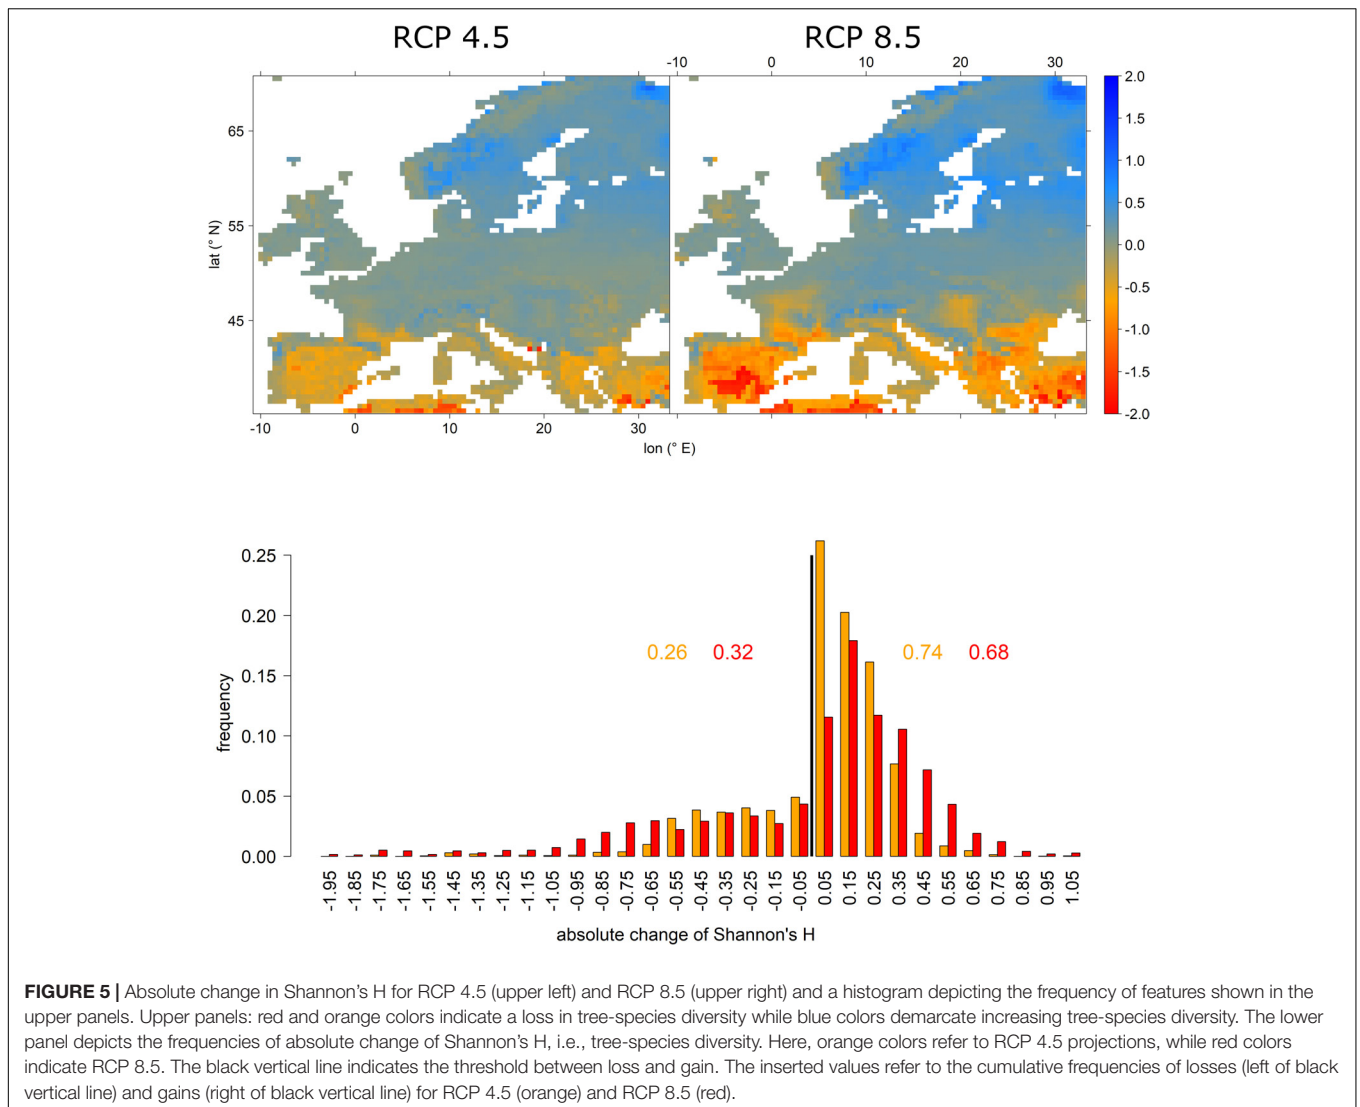 RCP 4.5
RCP 8.5
-10 0 10 20 30
2.0
1.5
1.0
0.5
0.0
-0.5
-1.0
-1.5
-2.0
65
55
45
lat (° N)
-10 0 10 20 30
lon (° E)
0.25
0.20
0.15
0.10
0.05
0.00
frequency
0.26 0.32 0.74 0.68
-1.95 -1.85 -1.75 -1.65 -1.55 -1.45 -1.35 -1.25 -1.15 -1.05 -0.95 -0.85 -0.75 -0.65 -0.55 -0.45 -0.35 -0.25 -0.15 -0.05 0.05 0.15 0.25 0.35 0.45 0.55 0.65 0.75 0.85 0.95 1.05
absolute change of Shannon's H
FIGURE 5 | Absolute change in Shannon's H for RCP 4.5 (upper left) and RCP 8.5 (upper right) and a histogram depicting the frequency of features shown in the
upper panels. Upper panels: red and orange colors indicate a loss in tree-species diversity while blue colors demarcate increasing tree-species diversity. The lower
panel depicts the frequencies of absolute change of Shannon's H, i.e., tree-species diversity. Here, orange colors refer to RCP 4.5 projections, while red colors
indicate RCP 8.5. The black vertical line indicates the threshold between loss and gain. The inserted values refer to the cumulative frequencies of losses (left of black
vertical line) and gains (right of black vertical line) for RCP 4.5 (orange) and RCP 8.5 (red).